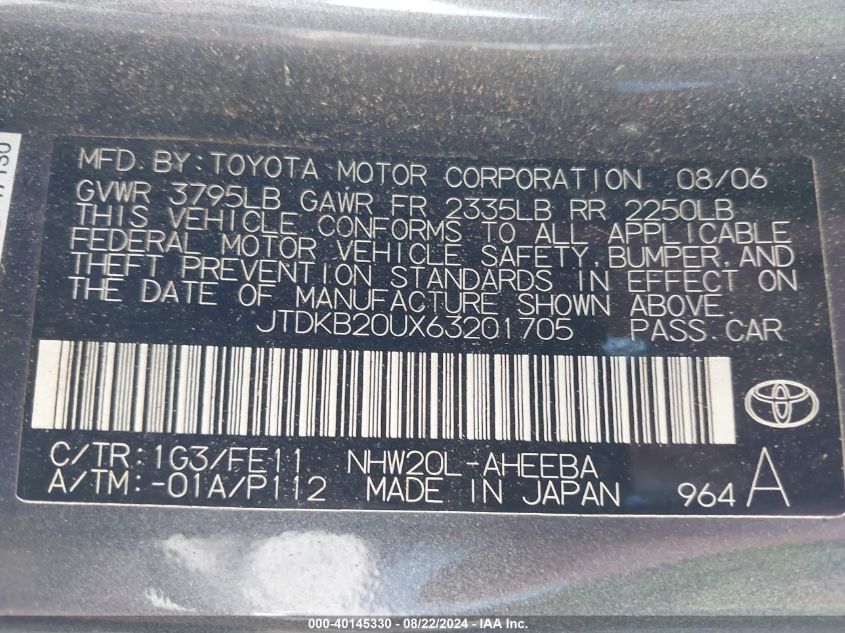 MFD. BY: TOYOTA MOTOR CORPORATION 08/06
GVWR 3795LB GAWR FR 2335LB RR 2250LB
THIS VEHICLE CONFORMS TO ALL APPLICABLE
FEDERAL MOTOR VEHICLE SAFETY, BUMPER, AND
THEFT PREVENTION STANDARDS IN EFFECT ON
THE DATE OF MANUFACTURE SHOWN ABOVE.
JTDKB20UX63201705 PASS. CAR
C/TR: 1G3/FE11 NHW20L-AHEEBA
A/TM: -01A/P112 MADE IN JAPAN 964 A
000-40145330 - 08/22/2024 - IAA Inc.